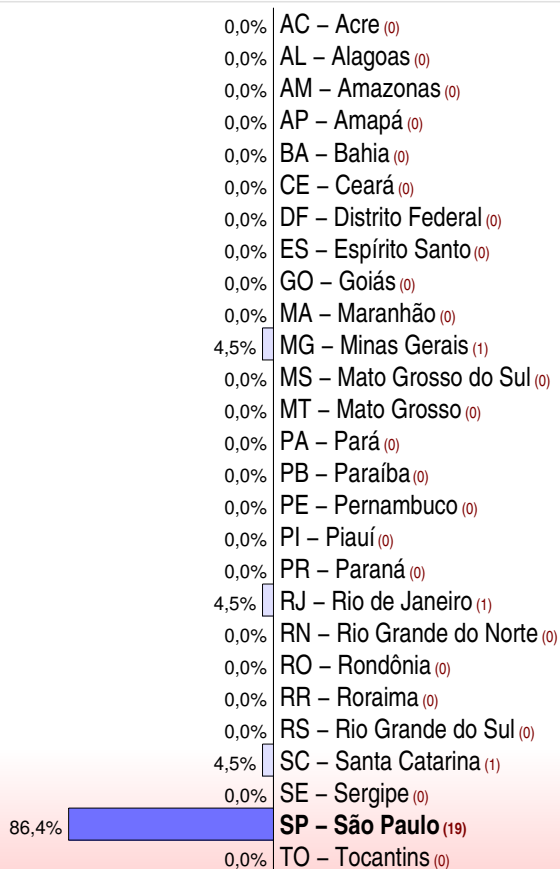 0,0% AC – Acre (0)
0,0% AL – Alagoas (0)
0,0% AM – Amazonas (0)
0,0% AP – Amapá (0)
0,0% BA – Bahia (0)
0,0% CE – Ceará (0)
0,0% DF – Distrito Federal (0)
0,0% ES – Espírito Santo (0)
0,0% GO – Goiás (0)
0,0% MA – Maranhão (0)
4,5% MG – Minas Gerais (1)
0,0% MS – Mato Grosso do Sul (0)
0,0% MT – Mato Grosso (0)
0,0% PA – Pará (0)
0,0% PB – Paraíba (0)
0,0% PE – Pernambuco (0)
0,0% PI – Piauí (0)
0,0% PR – Paraná (0)
4,5% RJ – Rio de Janeiro (1)
0,0% RN – Rio Grande do Norte (0)
0,0% RO – Rondônia (0)
0,0% RR – Roraima (0)
0,0% RS – Rio Grande do Sul (0)
4,5% SC – Santa Catarina (1)
0,0% SE – Sergipe (0)
86,4% SP – São Paulo (19)
0,0% TO – Tocantins (0)